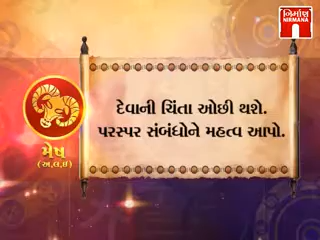 નિર્માણ
NIRMANA
દેવાની ચિંતા ઓછી થશે.
પરસ્પર સંબંધોને મહત્વ આપો.
મેષ
(અ,લ,ઈ)